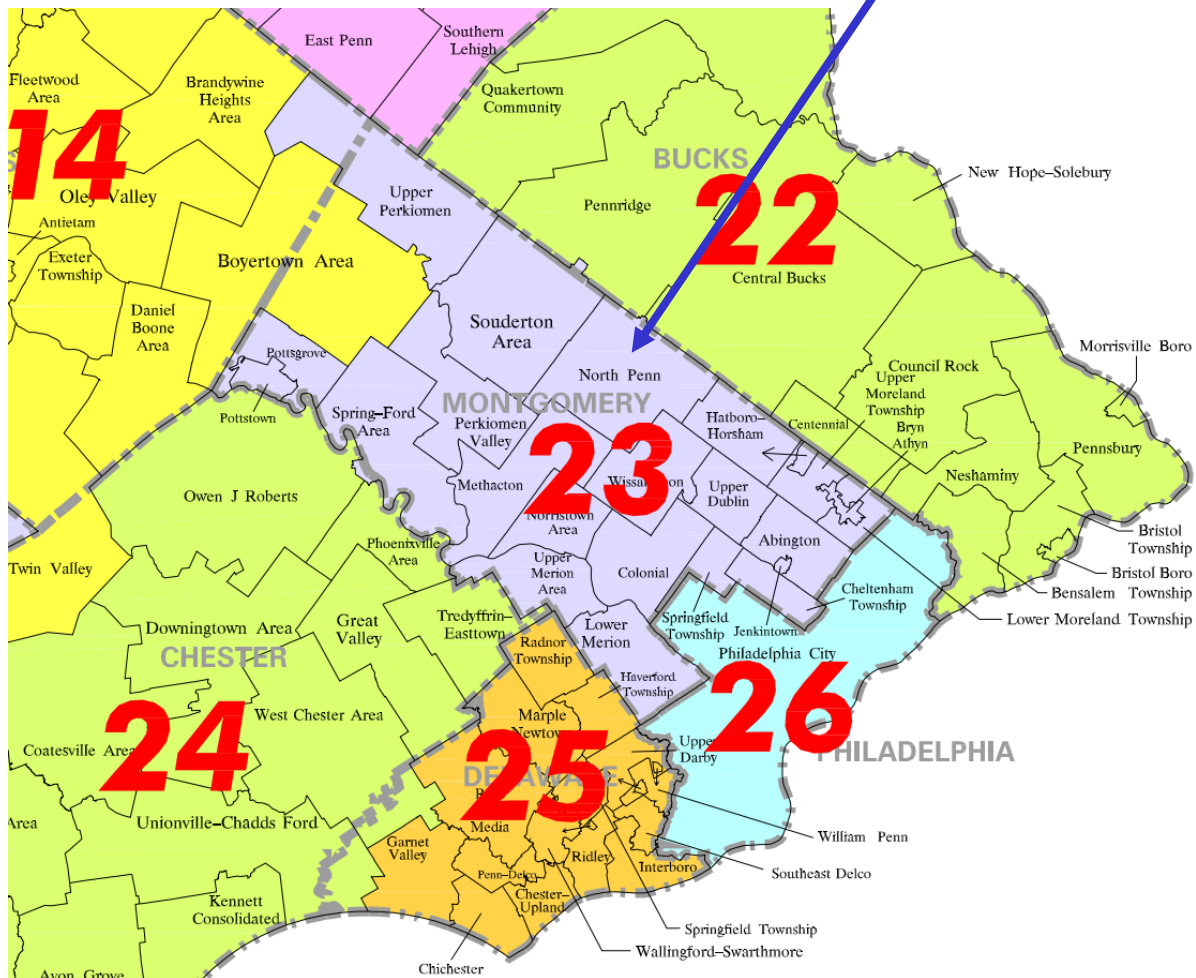 East Penn
Southern
Lehigh
Fleetwood
Area
Brandywine
Heights
Area
Quakertown
Community
14
BUCKS
22
New Hope–Solebury
Oley Valley
Upper
Perkiomen
Pennridge
Antietam
Exeter
Township
Boyertown Area
Central Bucks
Daniel
Boone
Area
Souderton
Area
Pottsgrove
Morrisville Boro
North Penn
Council Rock
Upper
Moreland
Township
Bryn
Athyn
MONTGOMERY
Pottstown
Spring–Ford
Area
Perkiomen
Valley
Hatboro–
Horsham
Centennial
23
Pennsbury
Neshaminy
Methacton
Upper
Dublin
Owen J Roberts
Norristown
Area
Abington
Bristol
Township
Phoenixville
Area
Upper
Merion
Area
Colonial
Twin Valley
Bristol Boro
Cheltenham
Township
Bensalem Township
Lower Moreland Township
Downingtown Area
Great
Valley
Tredyffrin–
Easttown
Springfield
Township
Jenkintown
Lower
Merion
Radnor
Township
Philadelphia City
CHESTER
Haverford
Township
26
24
West Chester Area
Marple
Coatesville Area
25
Upper
Darby
PHILADELPHIA
Area
Unionville–Chadds Ford
Media
William Penn
Garnet
Valley
Ridley
Interboro
Southeast Delco
Penn–Delco
Chester–
Upland
Kennett
Consolidated
Springfield Township
Wallingford–Swarthmore
Chichester
Avon Grove